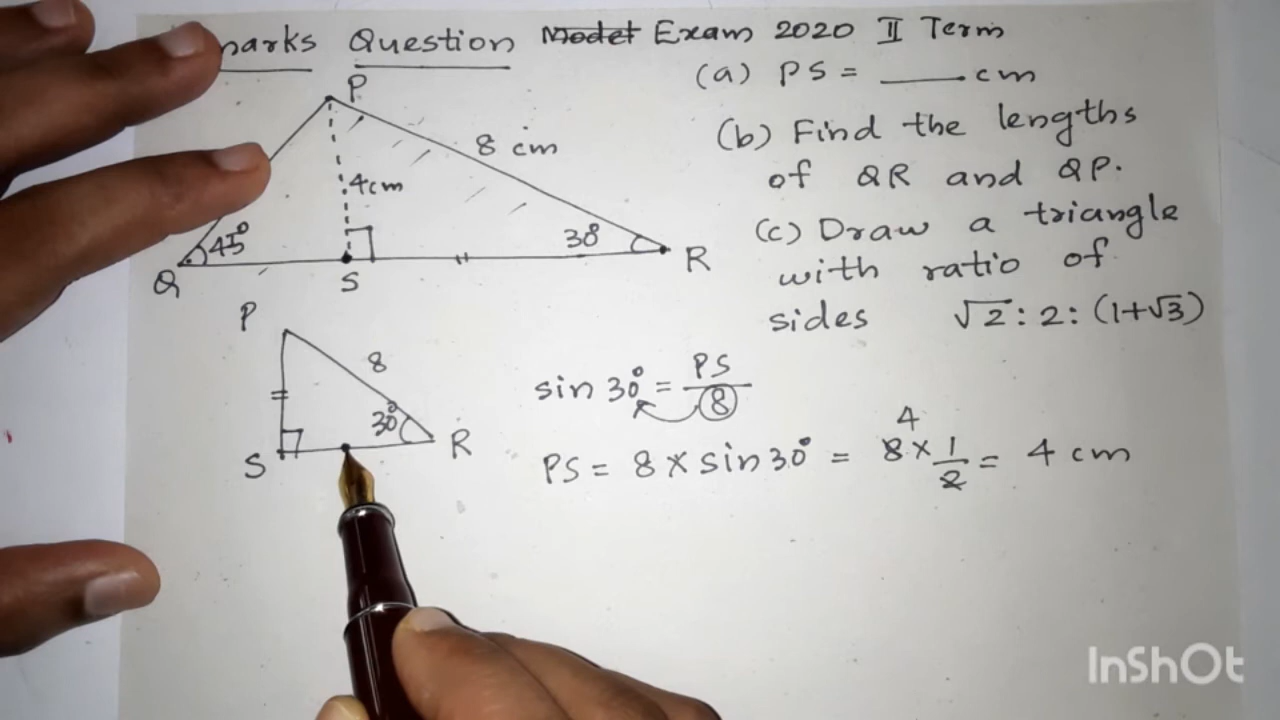 Question Model Exam 2020 II Term
(a) PS = ____ cm
P
8 cm
(b) Find the lengths
of QR and QP.
4cm
45°
30°
(c) Draw a triangle
with ratio of
sides √2 : 2 : (1+√3)
Q
S
R
P
8
30°
S
R
sin 30° = PS/8
PS = 8 × sin 30° = 8 × 1/2 = 4 cm
4
InShOt